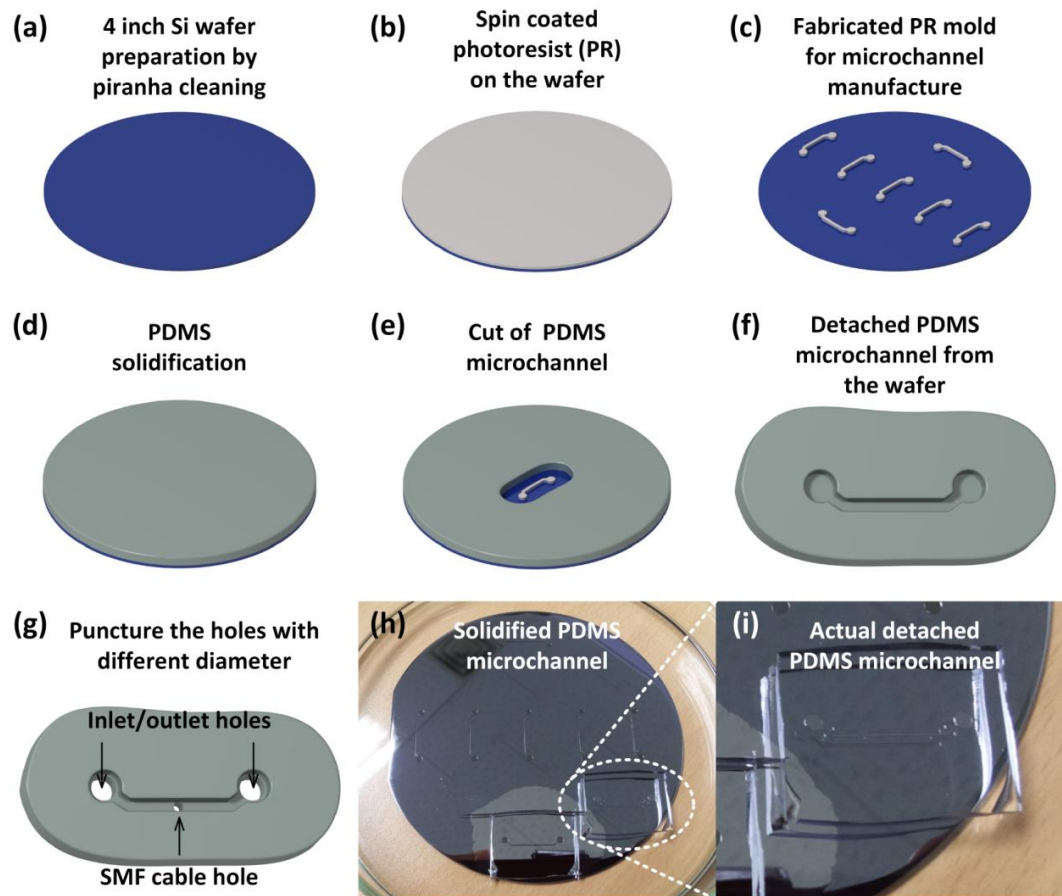 (a)
4 inch Si wafer
preparation by
piranha cleaning
(b)
Spin coated
photoresist (PR)
on the wafer
(c)
Fabricated PR mold
for microchannel
manufacture
(d)
PDMS
solidification
(e)
Cut of PDMS
microchannel
(f)
Detached PDMS
microchannel from
the wafer
(g)
Puncture the holes with
different diameter
Inlet/outlet holes
SMF cable hole
(h)
Solidified PDMS
microchannel
(i)
Actual detached
PDMS microchannel